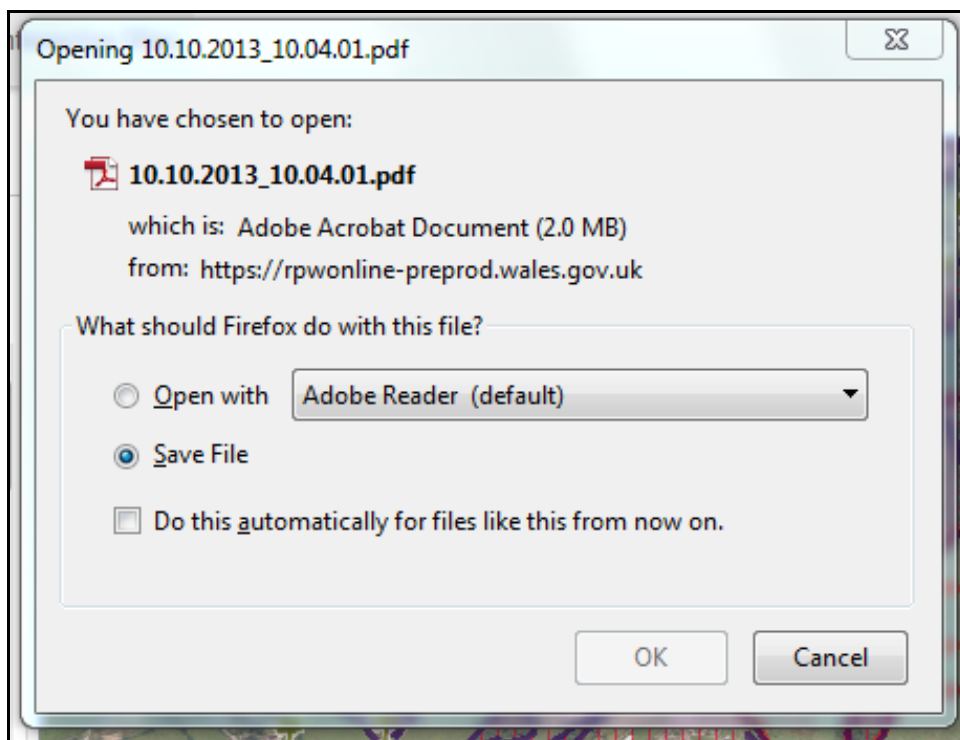 Opening 10.10.2013_10.04.01.pdf
You have chosen to open:
10.10.2013_10.04.01.pdf
which is: Adobe Acrobat Document (2.0 MB)
from: https://rpwonline-preprod.wales.gov.uk
What should Firefox do with this file?
Open with Adobe Reader (default)
Save File
Do this automatically for files like this from now on.
OK Cancel